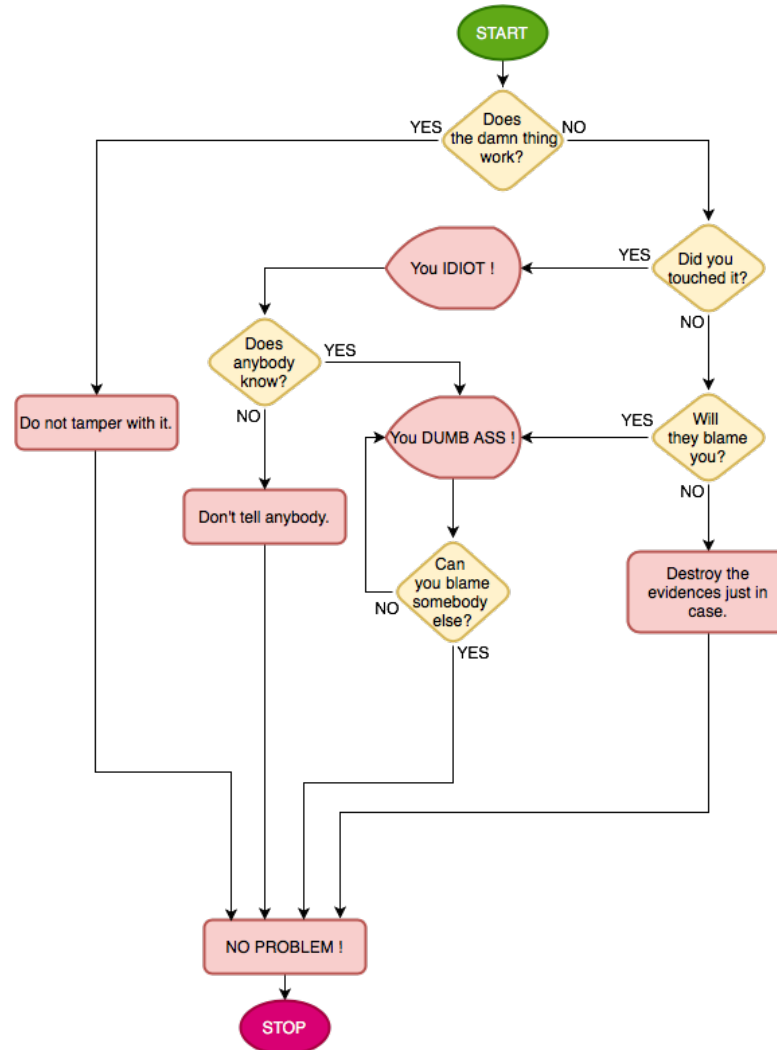 START
Does
the damn thing
work?
YES
NO
Did you
touched it?
YES
NO
You IDIOT !
Does
anybody
know?
YES
NO
Do not tamper with it.
You DUMB ASS !
Will
they blame
you?
YES
NO
Don't tell anybody.
Can
you blame
somebody
else?
NO
YES
Destroy the
evidences just in
case.
NO PROBLEM !
STOP